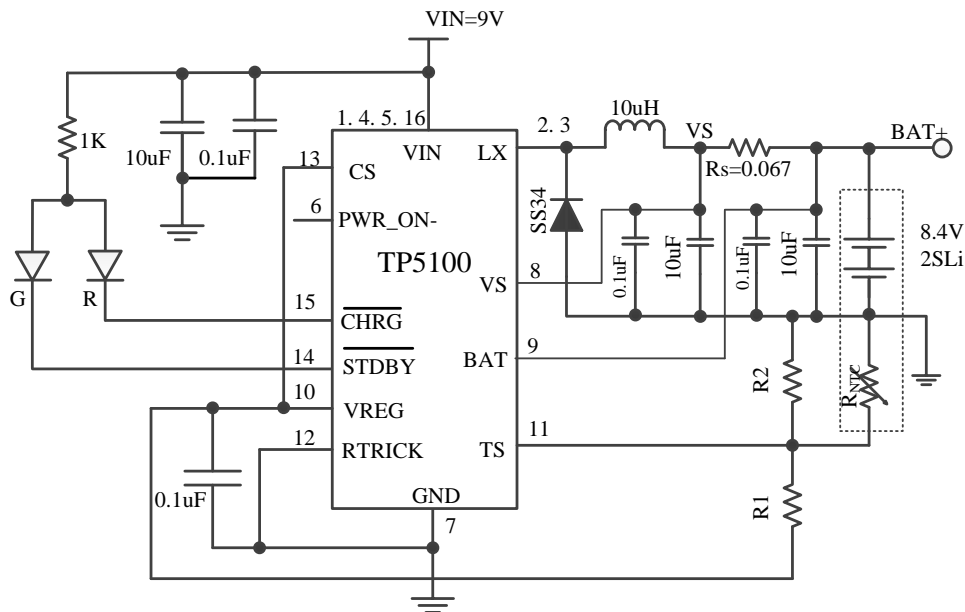 VIN=9V
10uH
1. 4. 5. 16
2. 3
VS
BAT+
1K
10uF
0.1uF
VIN
LX
Rs=0.067
13
CS
6
PWR_ON-
SS34
8.4V
2SLi
TP5100
0.1uF
10uF
0.1uF
10uF
8
VS
G
R
15
CHRG
14
STDBY
9
BAT
R2
RNTC
10
VREG
12
RTRICK
11
TS
0.1uF
GND
7
R1